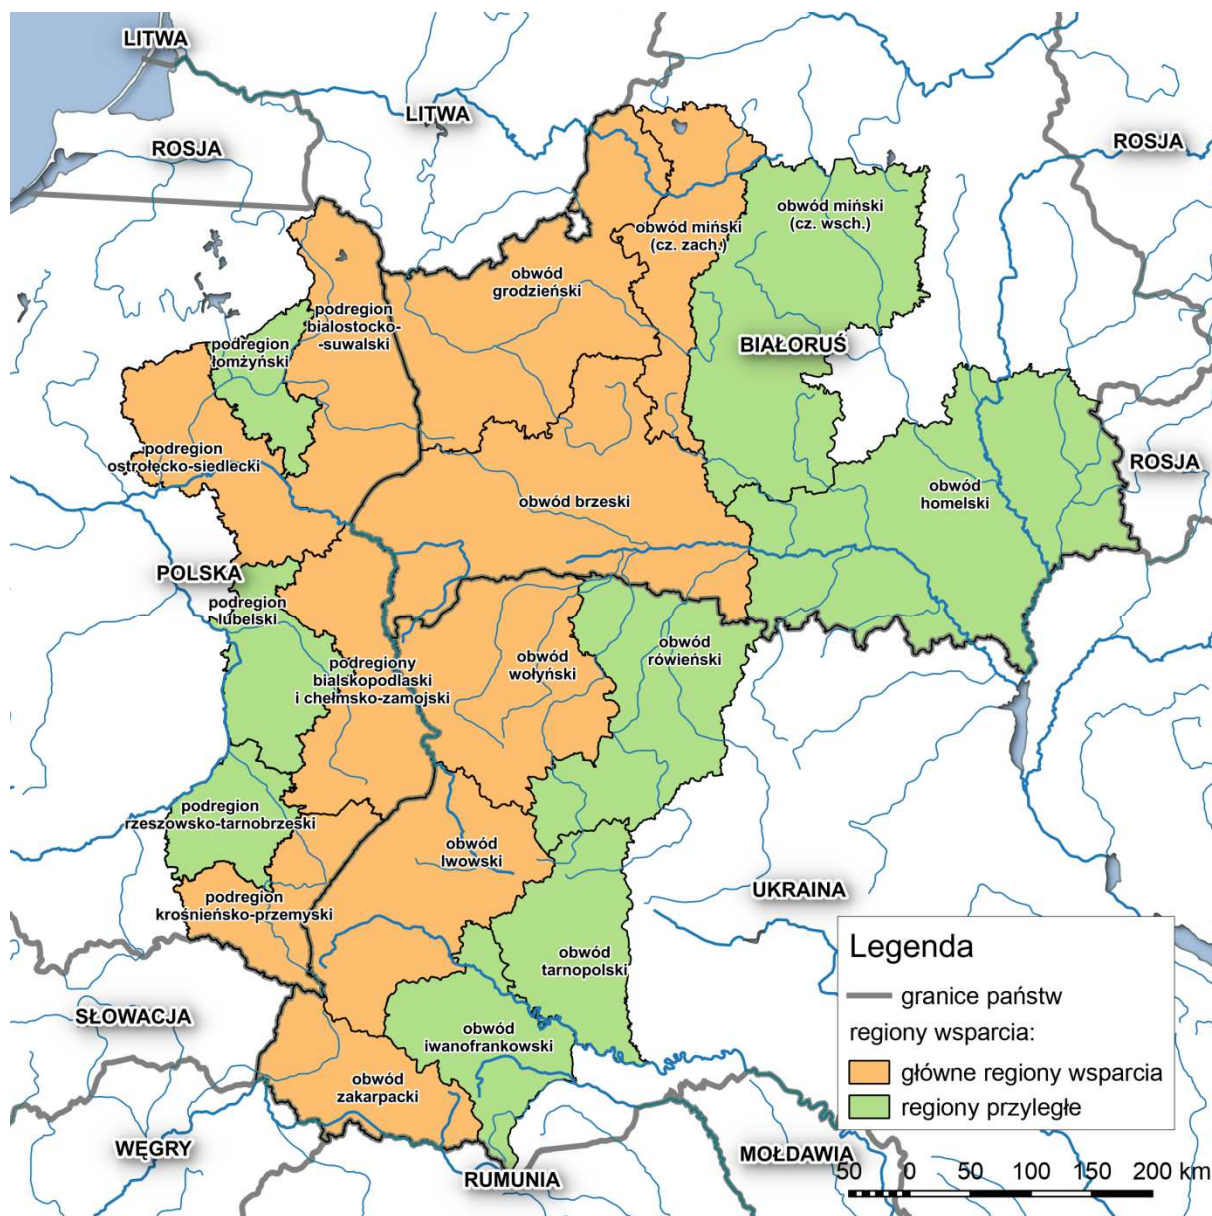 LITWA
LITWA
ROSJA
ROSJA
obwód miński
(cz. wsch.)
obwód miński
(cz. zach.)
obwód
grodzieński
podregion
bialostocko-
-suwalski
podregion
łomżyński
BIAŁORUŚ
podregion
ostrołęcko-siedlecki
ROSJA
obwód brzeski
obwód
homelski
POLSKA
podregion
lubelski
podregiony
bialskopodlaski
i chełmsko-zamojski
obwód
wołyński
obwód
rówieński
podregion
rzeszowsko-tarnobrzeski
obwód
lwowski
podregion
krośnieńsko-przemyski
UKRAINA
obwód
tarnopolski
SŁOWACJA
obwód
iwanofrankowski
obwód
zakarpacki
WĘGRY
RUMUNIA
MOŁDAWIA
Legenda
granice państw
regiony wsparcia:
główne regiony wsparcia
regiony przyległe
50 0 50 100 150 200 km